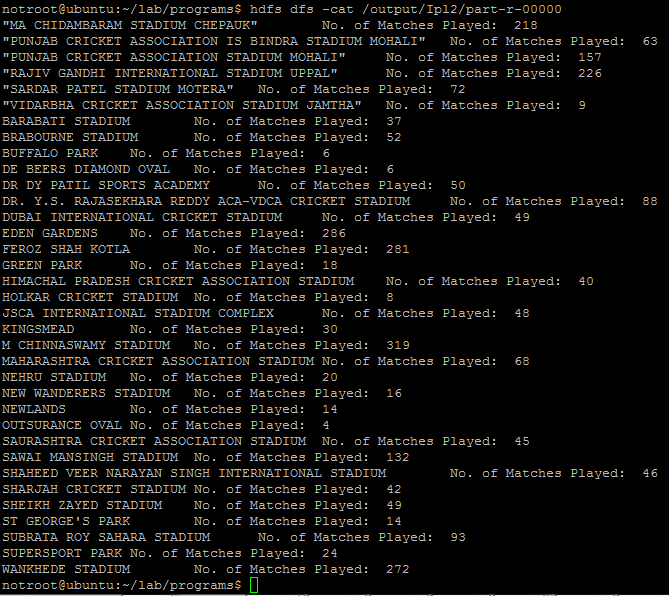 notroot@ubuntu:~/lab/programs$ hdfs dfs -cat /output/Ipl2/part-r-00000
"MA CHIDAMBARAM STADIUM CHEPAUK" No. of Matches Played: 218
"PUNJAB CRICKET ASSOCIATION IS BINDRA STADIUM MOHALI" No. of Matches Played: 63
"PUNJAB CRICKET ASSOCIATION STADIUM MOHALI" No. of Matches Played: 157
"RAJIV GANDHI INTERNATIONAL STADIUM UPPAL" No. of Matches Played: 226
"SARDAR PATEL STADIUM MOTERA" No. of Matches Played: 72
"VIDARBHA CRICKET ASSOCIATION STADIUM JAMTHA" No. of Matches Played: 9
BARABATI STADIUM No. of Matches Played: 37
BRABOURNE STADIUM No. of Matches Played: 52
BUFFALO PARK No. of Matches Played: 6
DE BEERS DIAMOND OVAL No. of Matches Played: 6
DR DY PATIL SPORTS ACADEMY No. of Matches Played: 50
DR. Y.S. RAJASEKHARA REDDY ACA-VDCA CRICKET STADIUM No. of Matches Played: 88
DUBAI INTERNATIONAL CRICKET STADIUM No. of Matches Played: 49
EDEN GARDENS No. of Matches Played: 286
FEROZ SHAH KOTLA No. of Matches Played: 281
GREEN PARK No. of Matches Played: 18
HIMACHAL PRADESH CRICKET ASSOCIATION STADIUM No. of Matches Played: 40
HOLKAR CRICKET STADIUM No. of Matches Played: 8
JSCA INTERNATIONAL STADIUM COMPLEX No. of Matches Played: 48
KINGSMEAD No. of Matches Played: 30
M CHINNASWAMY STADIUM No. of Matches Played: 319
MAHARASHTRA CRICKET ASSOCIATION STADIUM No. of Matches Played: 68
NEHRU STADIUM No. of Matches Played: 20
NEW WANDERERS STADIUM No. of Matches Played: 16
NEWLANDS No. of Matches Played: 14
OUTSURANCE OVAL No. of Matches Played: 4
SAURASHTRA CRICKET ASSOCIATION STADIUM No. of Matches Played: 45
SAWAI MANSINGH STADIUM No. of Matches Played: 132
SHAHEED VEER NARAYAN SINGH INTERNATIONAL STADIUM No. of Matches Played: 46
SHARJAH CRICKET STADIUM No. of Matches Played: 42
SHEIKH ZAYED STADIUM No. of Matches Played: 49
ST GEORGE'S PARK No. of Matches Played: 14
SUBRATA ROY SAHARA STADIUM No. of Matches Played: 93
SUPERSPORT PARK No. of Matches Played: 24
WANKHEDE STADIUM No. of Matches Played: 272
notroot@ubuntu:~/lab/programs$